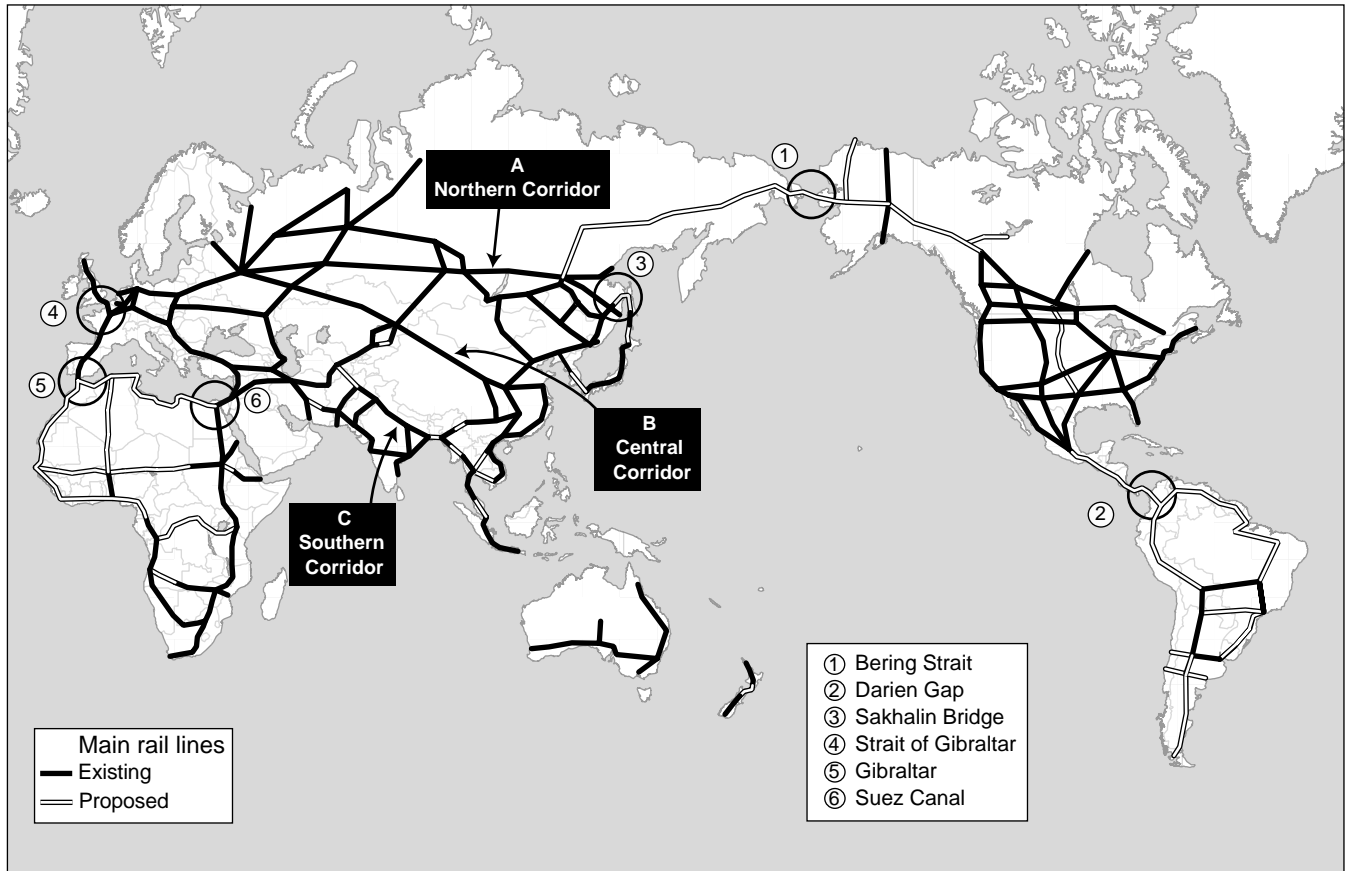 1
A
Northern Corridor
3
4
5
6
B
Central
Corridor
C
Southern
Corridor
2
1 Bering Strait
2 Darien Gap
3 Sakhalin Bridge
4 Strait of Gibraltar
5 Gibraltar
6 Suez Canal
Main rail lines
Existing
Proposed